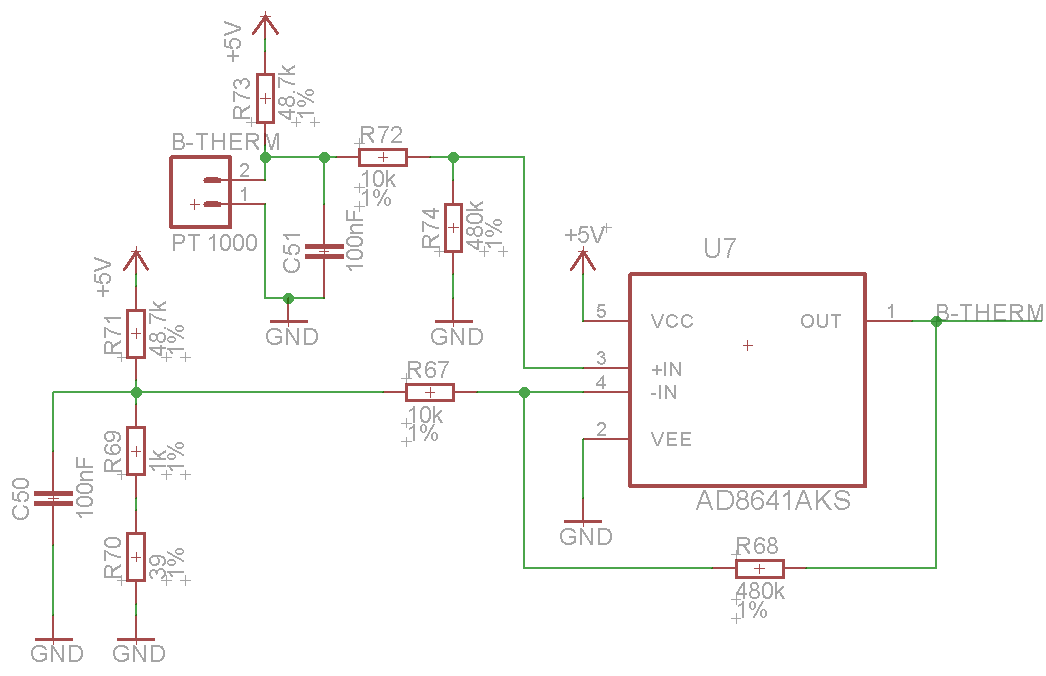 +5V
R73
48.7k
1%
B-THERM
2
1
PT 1000
R72
10k
1%
C51
100nF
R74
480k
1%
GND
GND
+5V
R71
48.7k
1%
R67
10k
1%
R69
1k
1%
C50
100nF
R70
39
1%
GND
GND
+5V
U7
5
VCC
OUT
1
B-THERM
3
+IN
4
-IN
2
VEE
AD8641AKS
GND
R68
480k
1%